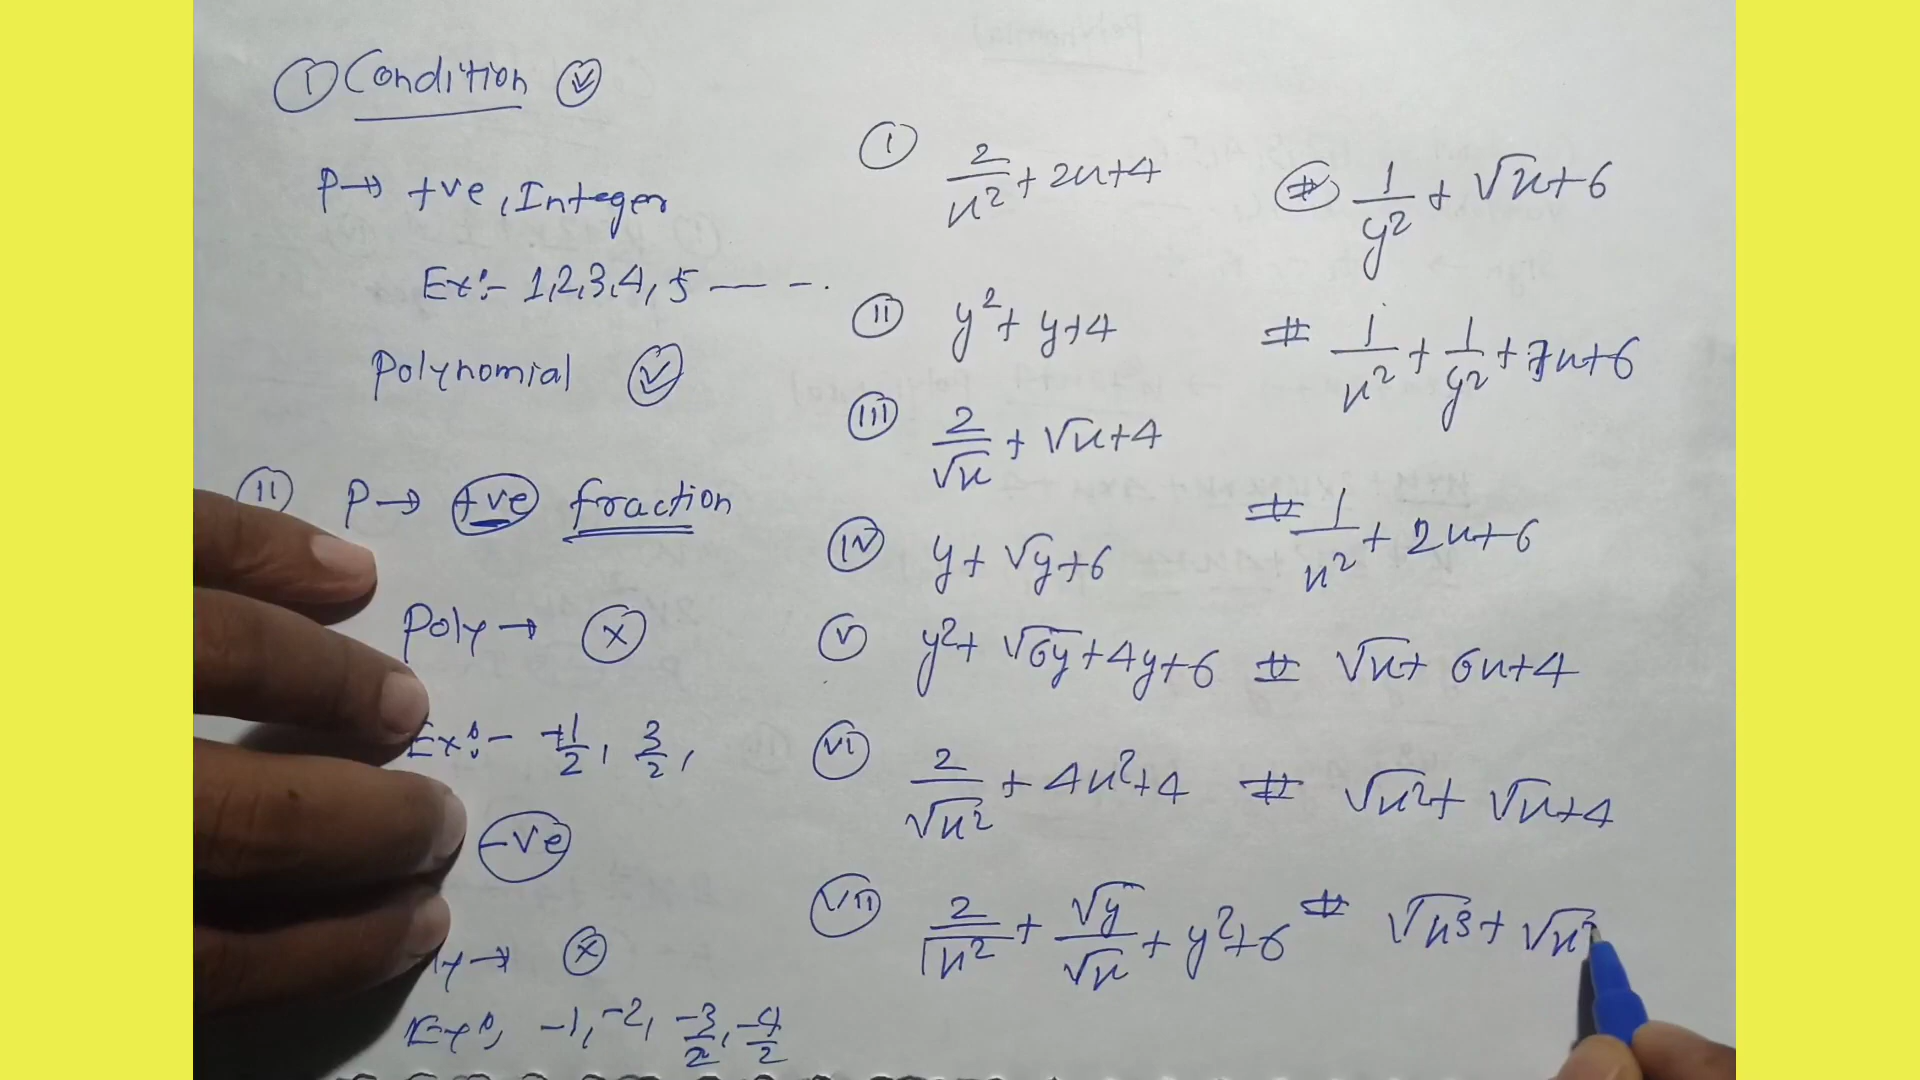 ① Condition ✓
P → +ve, Integer
Ex:- 1,2,3,4, 5 — - .
Polynomial ✓
(II) P → +ve fraction
Poly → ×
Ex:- +1/2, 3/2,
-ve
ly → ×
Ex:, -1, -2, -3/2, -4/2
(I) 2/x² + 2x+4
(II) y² + y+4
(III) 2/√x + √x+4
(IV) y + √y+6
(V) y² + √6y+4y+6
(VI) 2/√x² + 4x²+4
(VII) 2/√x² + √y/√x + y²+6
# 1/y² + √x+6
# 1/x² + 1/y² + 7x+6
# 1/x² + 2x+6
# √x + 6x+4
# √x² + √x+4
# √x³ + √x